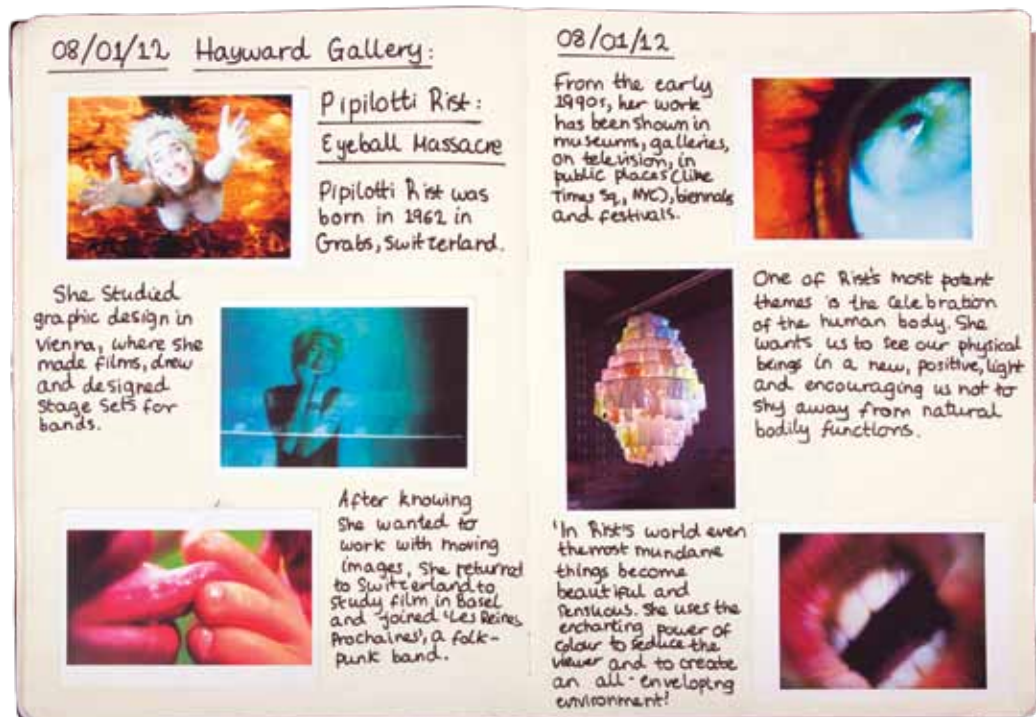 08/01/12 Hayward Gallery:
Pipilotti Rist:
Eyeball Massacre
Pipilotti Rist was
born in 1962 in
Grabs, Switzerland.
She studied
graphic design in
Vienna, where she
made films, drew
and designed
stage sets for
bands.
After knowing
she wanted to
work with moving
images, she returned
to Switzerland to
study film in Basel
and joined 'Les Reines
Prochaines', a folk-
punk band.
08/01/12
From the early
1990s, her work
has been shown in
museums, galleries,
on television, in
public places (like
Times Sq., NYC), biennals
and festivals.
One of Rist's most potent
themes is the celebration
of the human body. She
wants us to see our physical
beings in a new, positive, light
and encouraging us not to
shy away from natural
bodily functions.
'In Rist's world even
the most mundane
things become
beautiful and
sensuous. She uses the
enchanting power of
colour to seduce the
viewer and to create
an all-enveloping
environment!